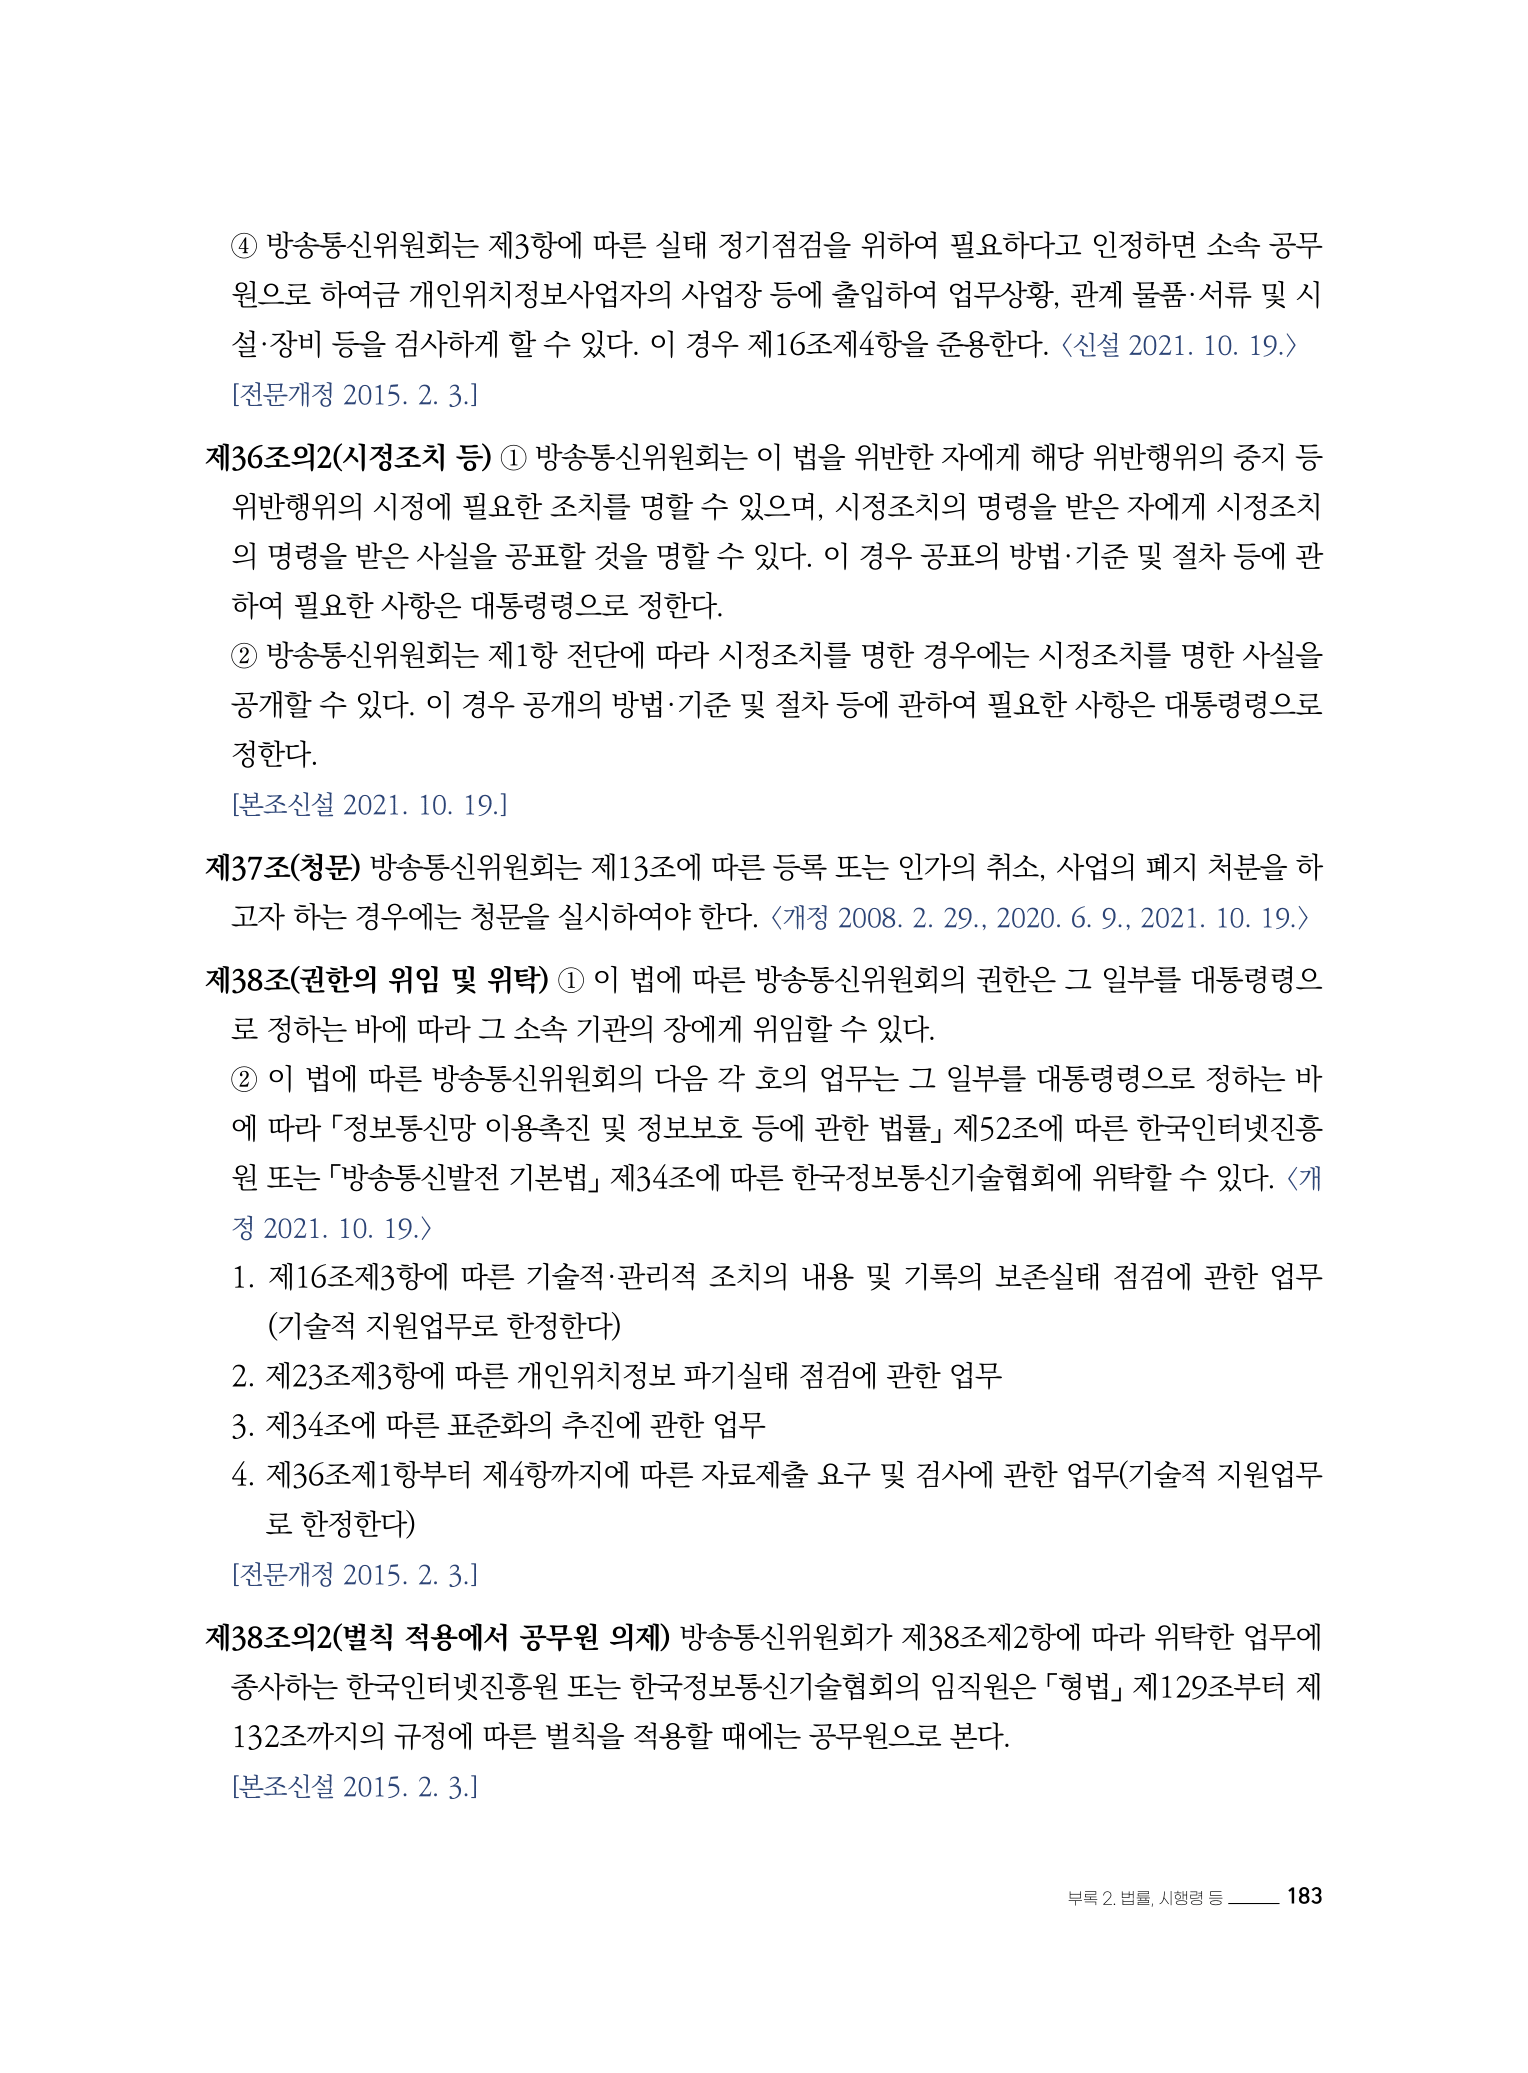 ④ 방송통신위원회는 제3항에 따른 실태 정기점검을 위하여 필요하다고 인정하면 소속 공무
원으로 하여금 개인위치정보사업자의 사업장 등에 출입하여 업무상황, 관계 물품·서류 및 시
설·장비 등을 검사하게 할 수 있다. 이 경우 제16조제4항을 준용한다. 〈신설 2021. 10. 19.〉
[전문개정 2015. 2. 3.]
제36조의2(시정조치 등) ① 방송통신위원회는 이 법을 위반한 자에게 해당 위반행위의 중지 등
위반행위의 시정에 필요한 조치를 명할 수 있으며, 시정조치의 명령을 받은 자에게 시정조치
의 명령을 받은 사실을 공표할 것을 명할 수 있다. 이 경우 공표의 방법·기준 및 절차 등에 관
하여 필요한 사항은 대통령령으로 정한다.
② 방송통신위원회는 제1항 전단에 따라 시정조치를 명한 경우에는 시정조치를 명한 사실을
공개할 수 있다. 이 경우 공개의 방법·기준 및 절차 등에 관하여 필요한 사항은 대통령령으로
정한다.
[본조신설 2021. 10. 19.]
제37조(청문) 방송통신위원회는 제13조에 따른 등록 또는 인가의 취소, 사업의 폐지 처분을 하
고자 하는 경우에는 청문을 실시하여야 한다. 〈개정 2008. 2. 29., 2020. 6. 9., 2021. 10. 19.〉
제38조(권한의 위임 및 위탁) ① 이 법에 따른 방송통신위원회의 권한은 그 일부를 대통령령으
로 정하는 바에 따라 그 소속 기관의 장에게 위임할 수 있다.
② 이 법에 따른 방송통신위원회의 다음 각 호의 업무는 그 일부를 대통령령으로 정하는 바
에 따라 「정보통신망 이용촉진 및 정보보호 등에 관한 법률」 제52조에 따른 한국인터넷진흥
원 또는 「방송통신발전 기본법」 제34조에 따른 한국정보통신기술협회에 위탁할 수 있다. 〈개
정 2021. 10. 19.〉
1. 제16조제3항에 따른 기술적·관리적 조치의 내용 및 기록의 보존실태 점검에 관한 업무
(기술적 지원업무로 한정한다)
2. 제23조제3항에 따른 개인위치정보 파기실태 점검에 관한 업무
3. 제34조에 따른 표준화의 추진에 관한 업무
4. 제36조제1항부터 제4항까지에 따른 자료제출 요구 및 검사에 관한 업무(기술적 지원업무
로 한정한다)
[전문개정 2015. 2. 3.]
제38조의2(벌칙 적용에서 공무원 의제) 방송통신위원회가 제38조제2항에 따라 위탁한 업무에
종사하는 한국인터넷진흥원 또는 한국정보통신기술협회의 임직원은 「형법」 제129조부터 제
132조까지의 규정에 따른 벌칙을 적용할 때에는 공무원으로 본다.
[본조신설 2015. 2. 3.]
부록 2. 법률, 시행령 등 183